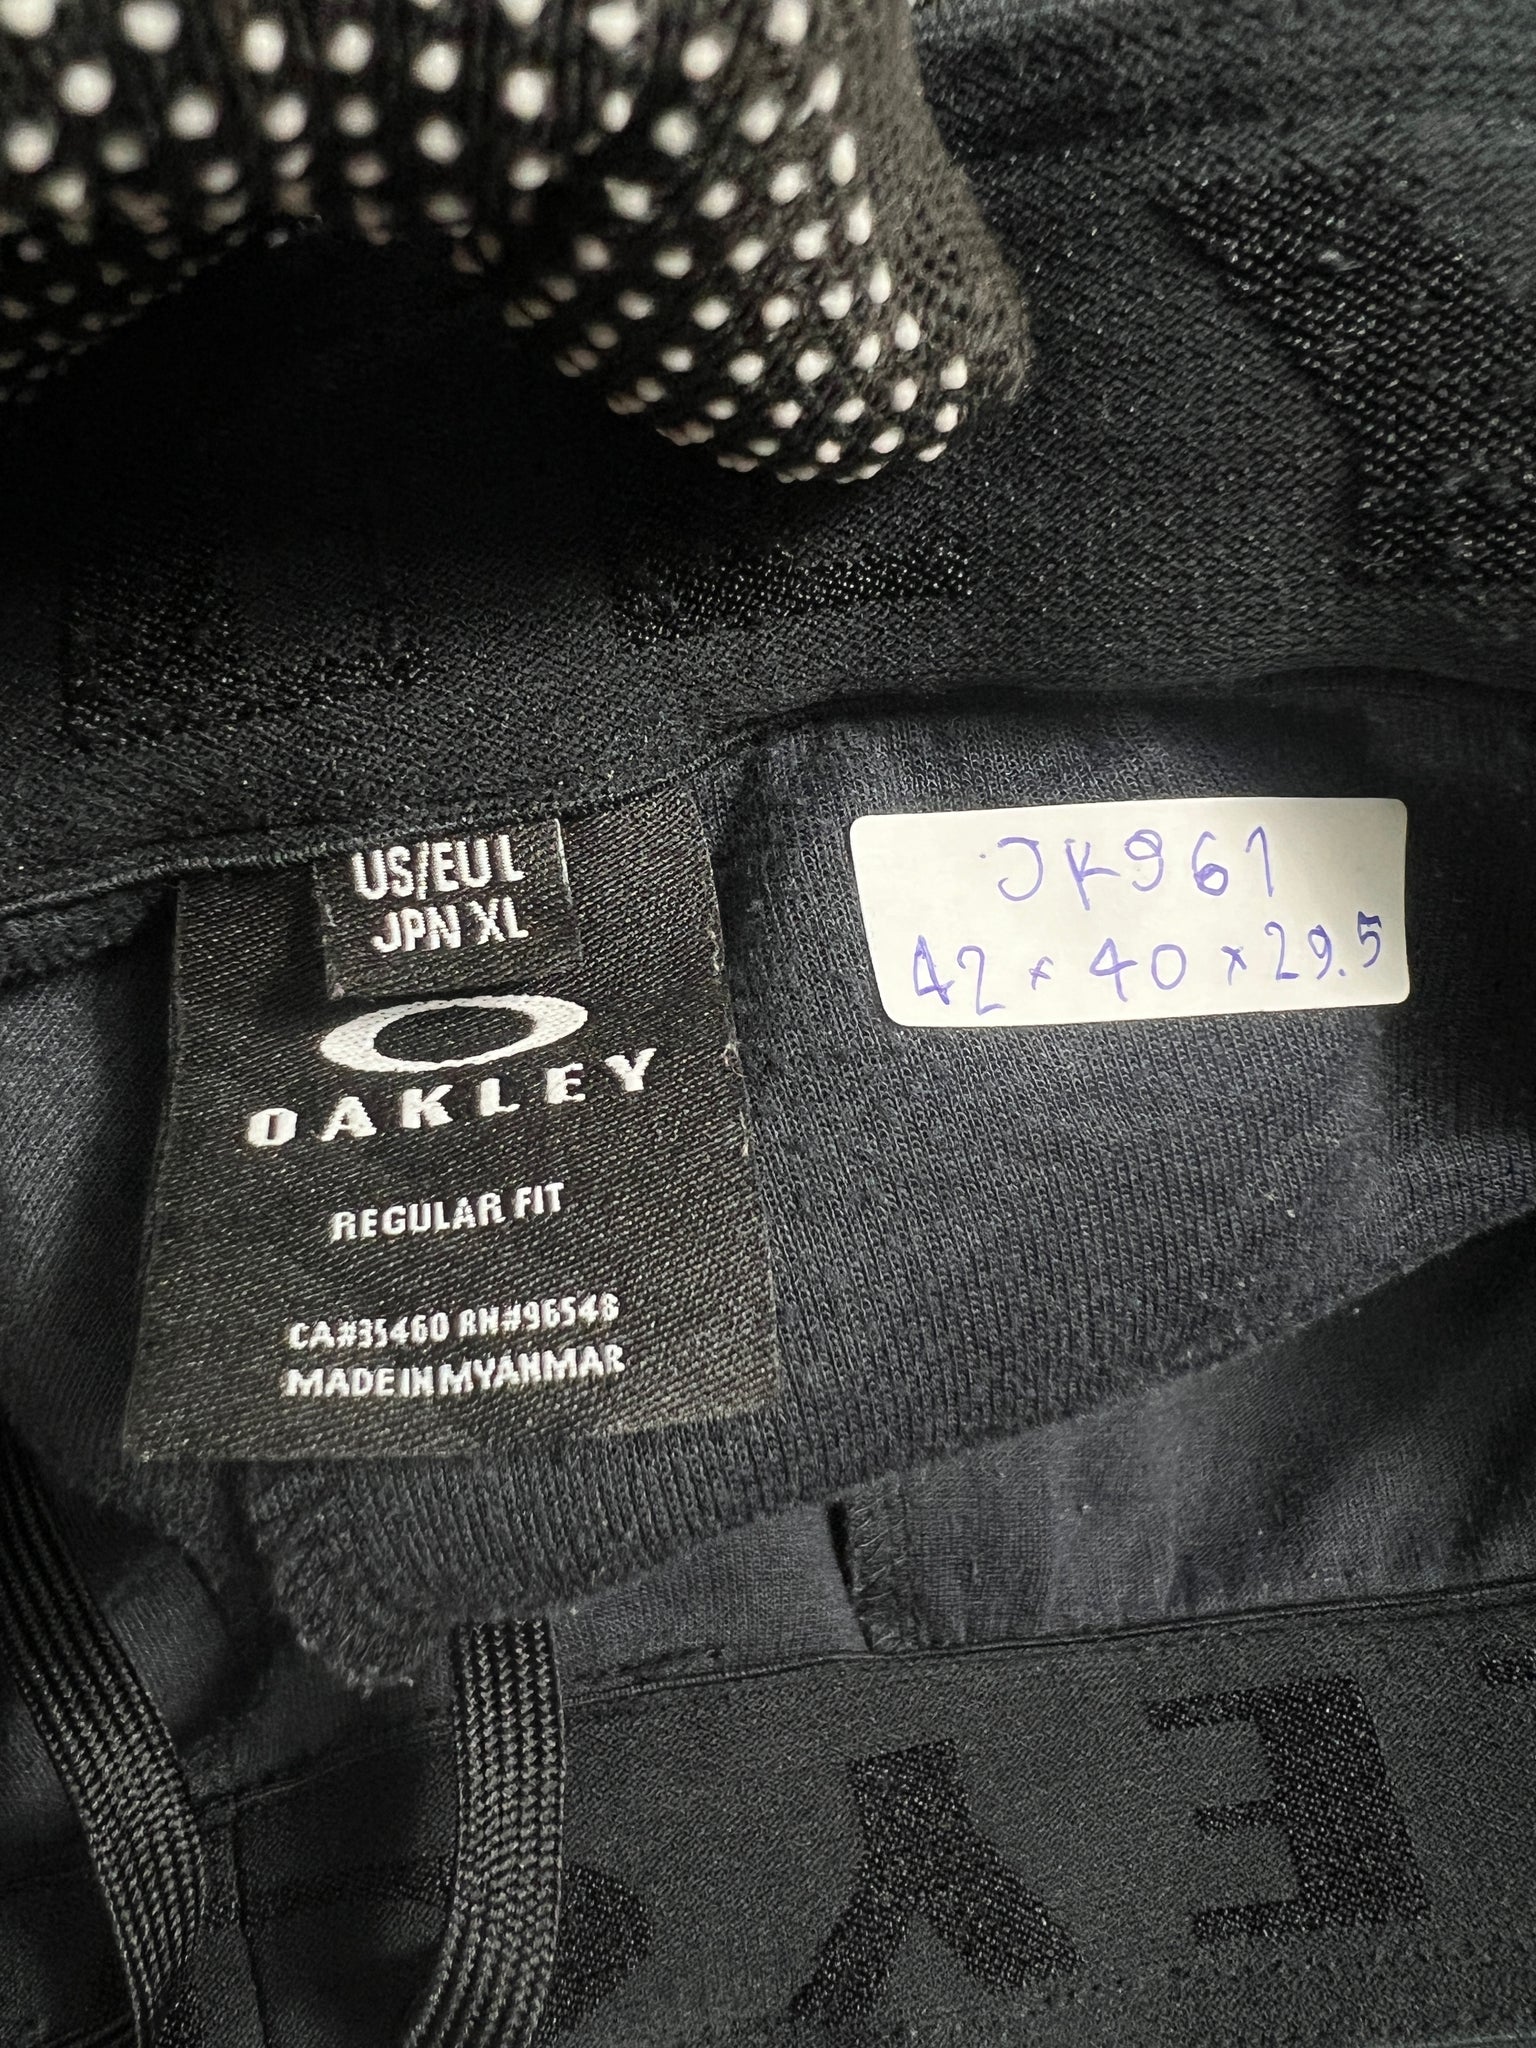 US/EU L
JPN XL
OAKLEY
REGULAR FIT
CA#35460 RN#96548
MADE IN MYANMAR
JK961
42 × 40 × 29.5
EY